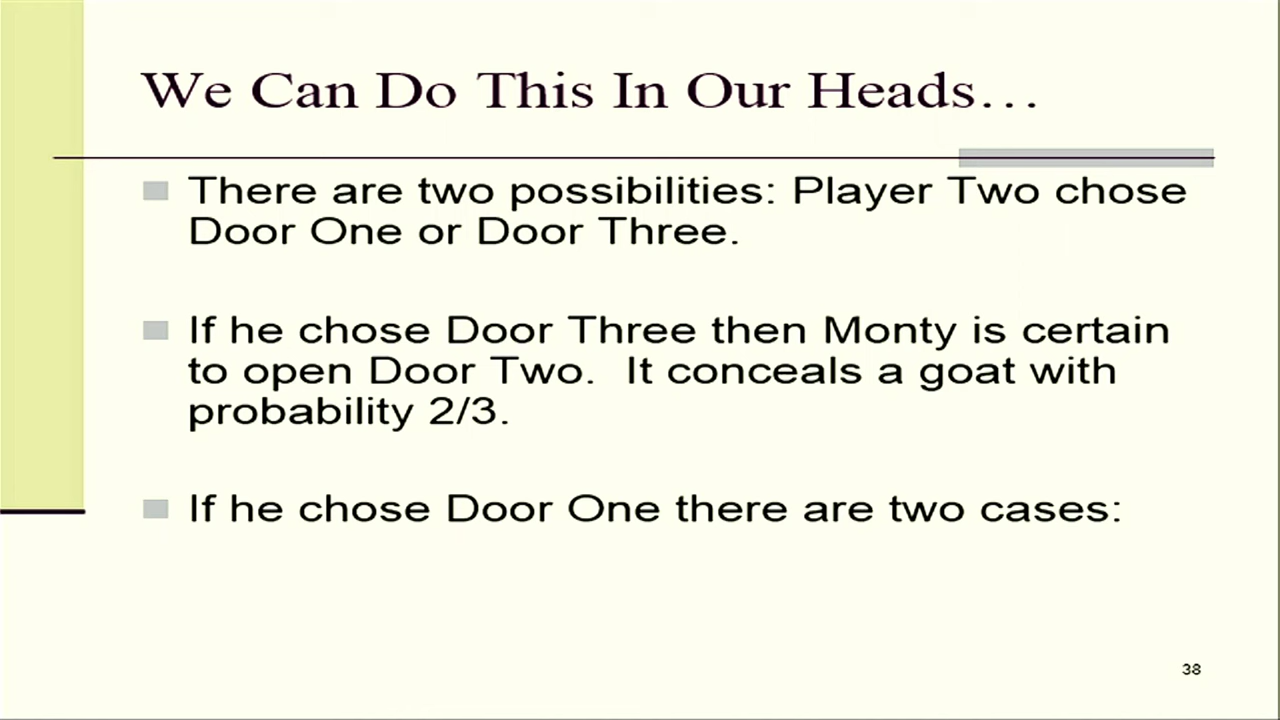 We Can Do This In Our Heads…
There are two possibilities: Player Two chose
Door One or Door Three.
If he chose Door Three then Monty is certain
to open Door Two.  It conceals a goat with
probability 2/3.
If he chose Door One there are two cases:
38